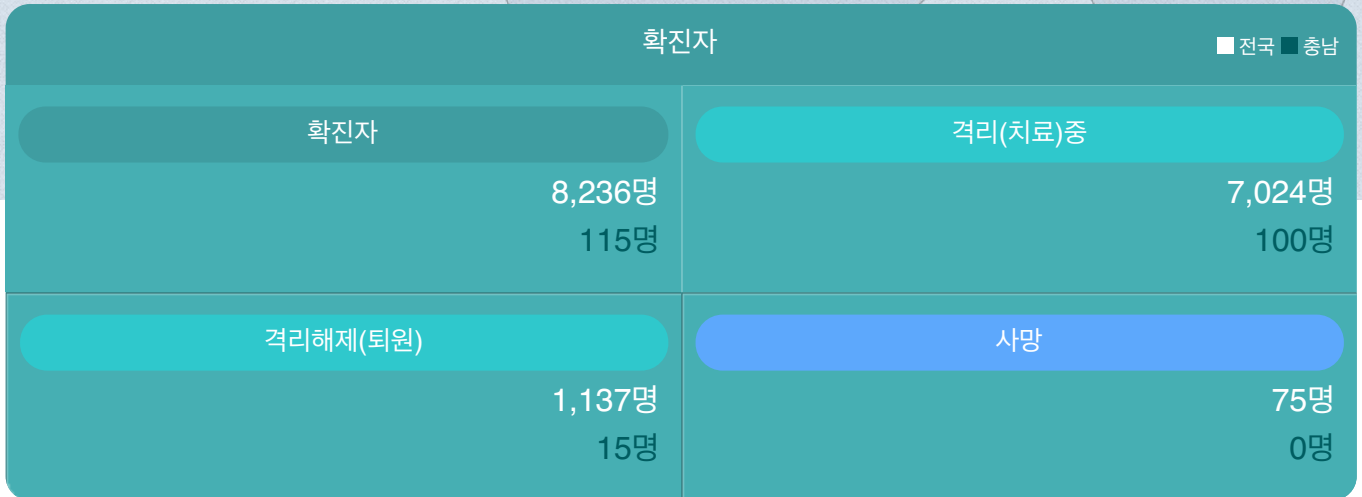 확진자
전국 충남
확진자
8,236명
115명
격리(치료)중
7,024명
100명
격리해제(퇴원)
1,137명
15명
사망
75명
0명